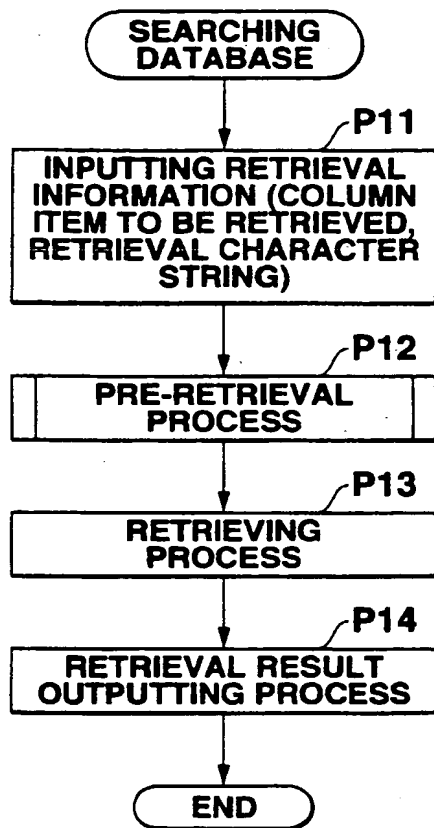 SEARCHING
DATABASE
P11
INPUTTING RETRIEVAL
INFORMATION (COLUMN
ITEM TO BE RETRIEVED,
RETRIEVAL CHARACTER
STRING)
P12
PRE-RETRIEVAL
PROCESS
P13
RETRIEVING
PROCESS
P14
RETRIEVAL RESULT
OUTPUTTING PROCESS
END